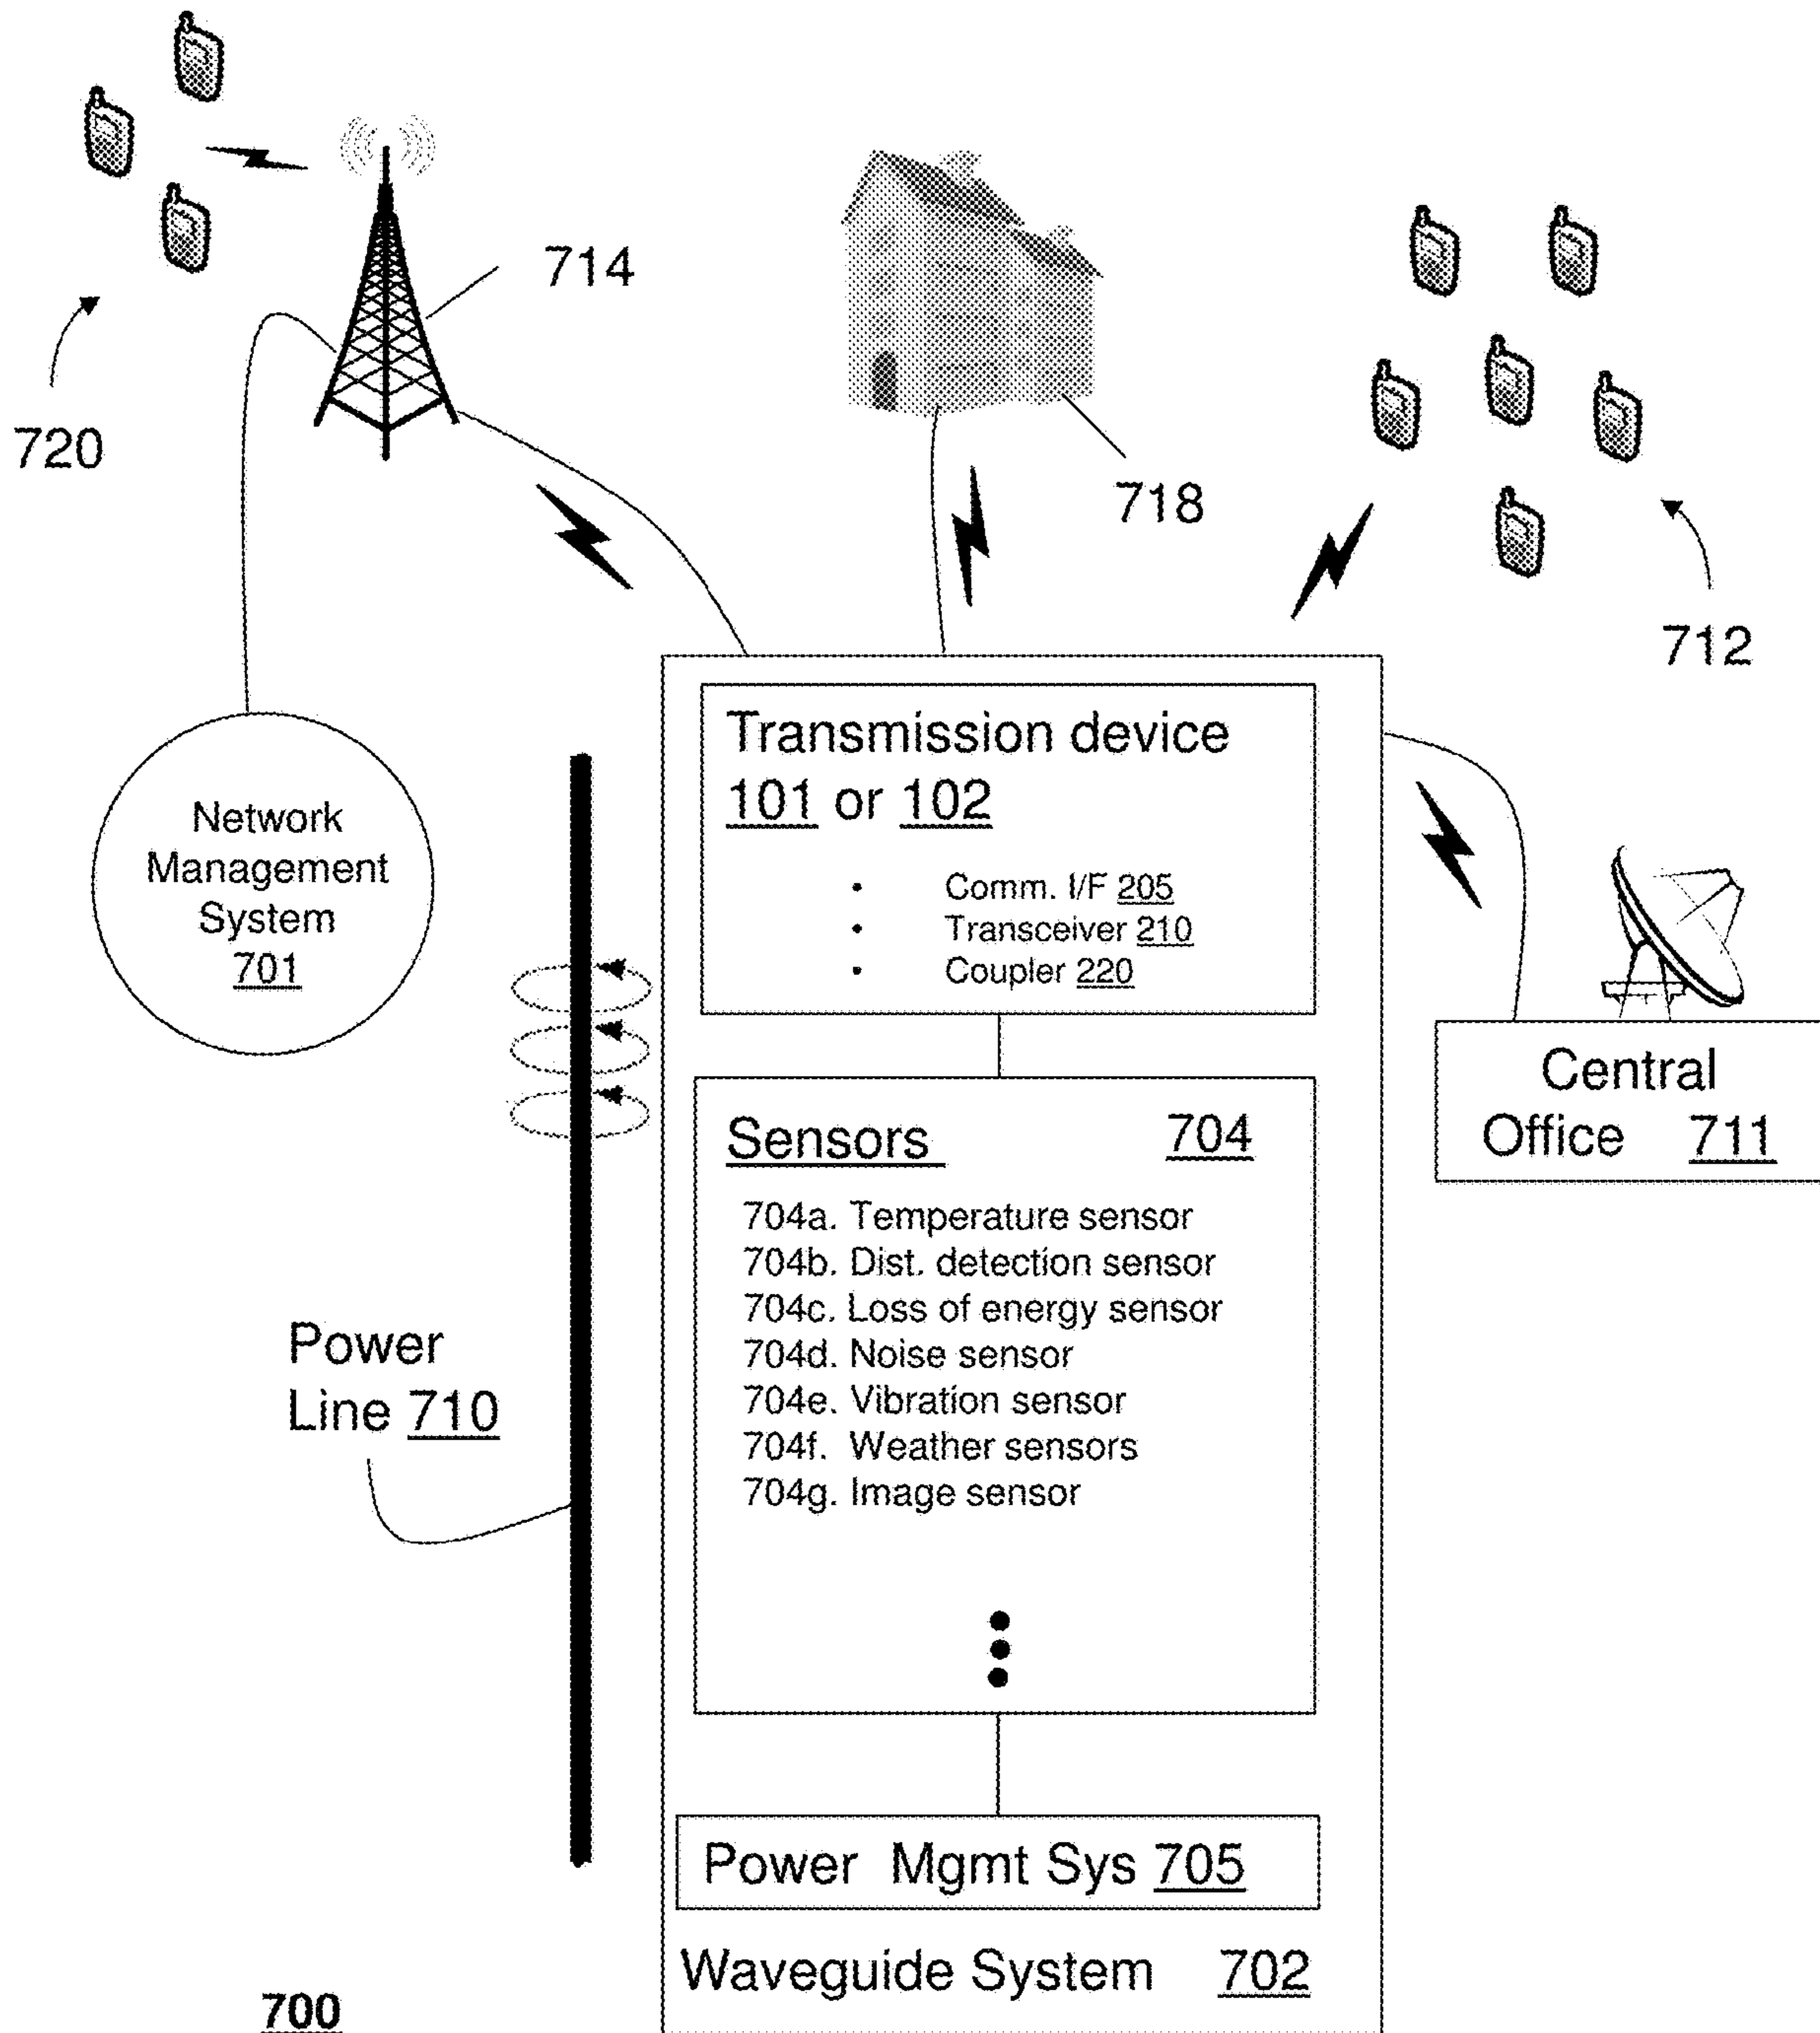 714
720
718
712
Network
Management
System
701
Transmission device
101 or 102
• Comm. I/F 205
• Transceiver 210
• Coupler 220
Central
Office 711
Sensors 704
704a. Temperature sensor
704b. Dist. detection sensor
704c. Loss of energy sensor
704d. Noise sensor
704e. Vibration sensor
704f. Weather sensors
704g. Image sensor
Power
Line 710
Power Mgmt Sys 705
Waveguide System 702
700